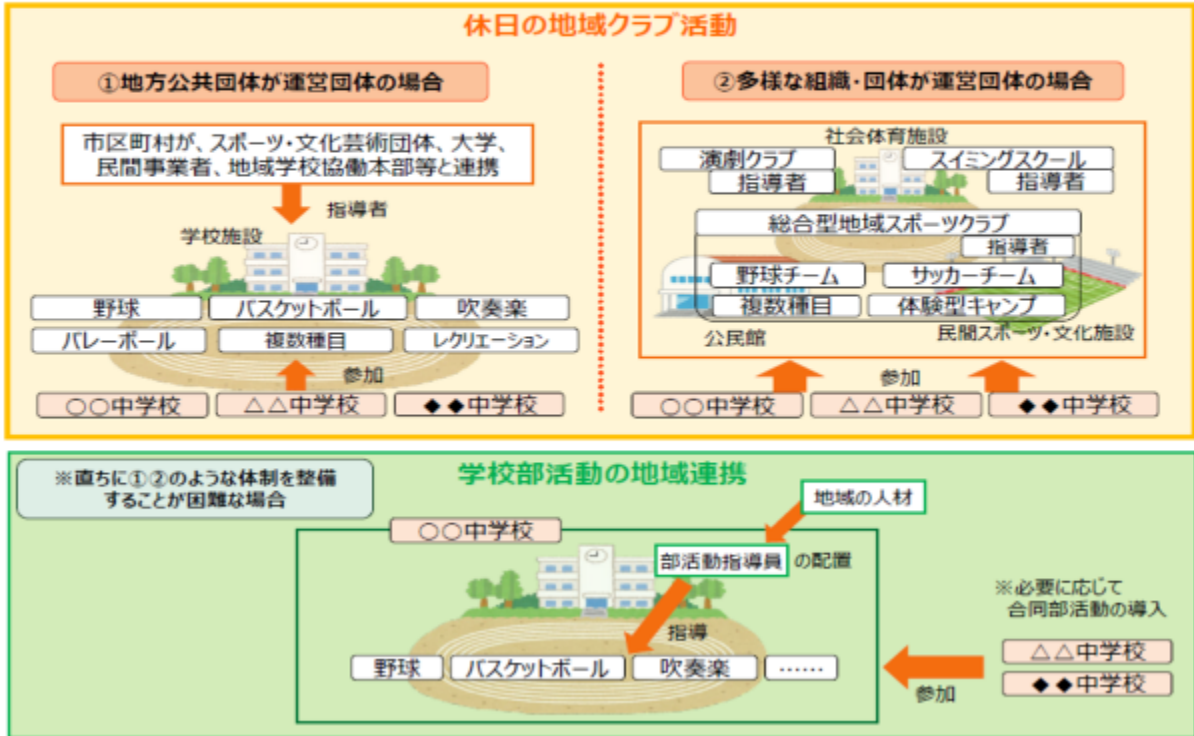 休日の地域クラブ活動
①地方公共団体が運営団体の場合
市区町村が、スポーツ・文化芸術団体、大学、
民間事業者、地域学校協働本部等と連携
指導者
学校施設
野球
バスケットボール
吹奏楽
バレーボール
複数種目
レクリエーション
参加
○○中学校
△△中学校
◆◆中学校
②多様な組織・団体が運営団体の場合
社会体育施設
演劇クラブ
指導者
スイミングスクール
指導者
総合型地域スポーツクラブ
指導者
野球チーム
サッカーチーム
複数種目
体験型キャンプ
公民館
民間スポーツ・文化施設
参加
○○中学校
△△中学校
◆◆中学校
学校部活動の地域連携
※直ちに①②のような体制を整備
することが困難な場合
地域の人材
○○中学校
部活動指導員 の配置
指導
野球
バスケットボール
吹奏楽
……
※必要に応じて
合同部活動の導入
△△中学校
◆◆中学校
参加